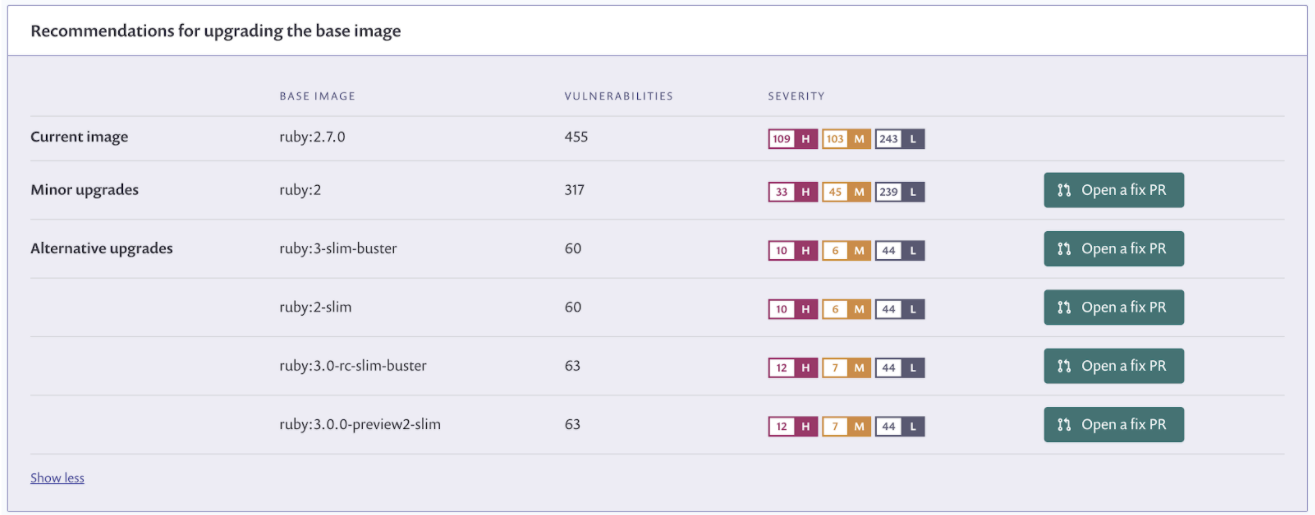 Recommendations for upgrading the base image
BASE IMAGE VULNERABILITIES SEVERITY
Current image ruby:2.7.0 455 109 H 103 M 243 L
Minor upgrades ruby:2 317 33 H 45 M 239 L Open a fix PR
Alternative upgrades ruby:3-slim-buster 60 10 H 6 M 44 L Open a fix PR
ruby:2-slim 60 10 H 6 M 44 L Open a fix PR
ruby:3.0-rc-slim-buster 63 12 H 7 M 44 L Open a fix PR
ruby:3.0.0-preview2-slim 63 12 H 7 M 44 L Open a fix PR
Show less